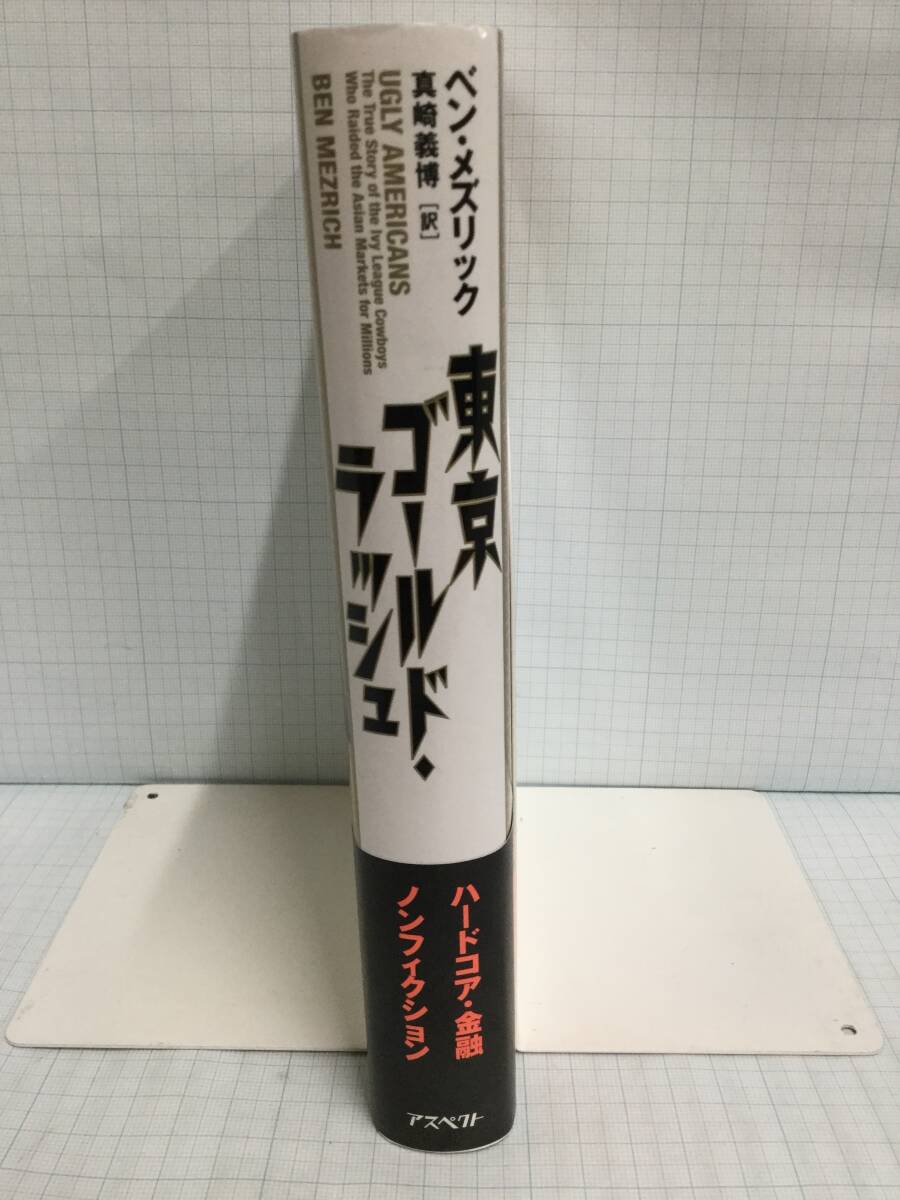 ベン・メズリック
真崎義博［訳］
UGLY AMERICANS
The True Story of the Ivy League Cowboys
Who Raided the Asian Markets for Millions
BEN MEZRICH
東京
ゴールド・
ラッシュ
ハードコア・金融
ノンフィクション
アスペクト